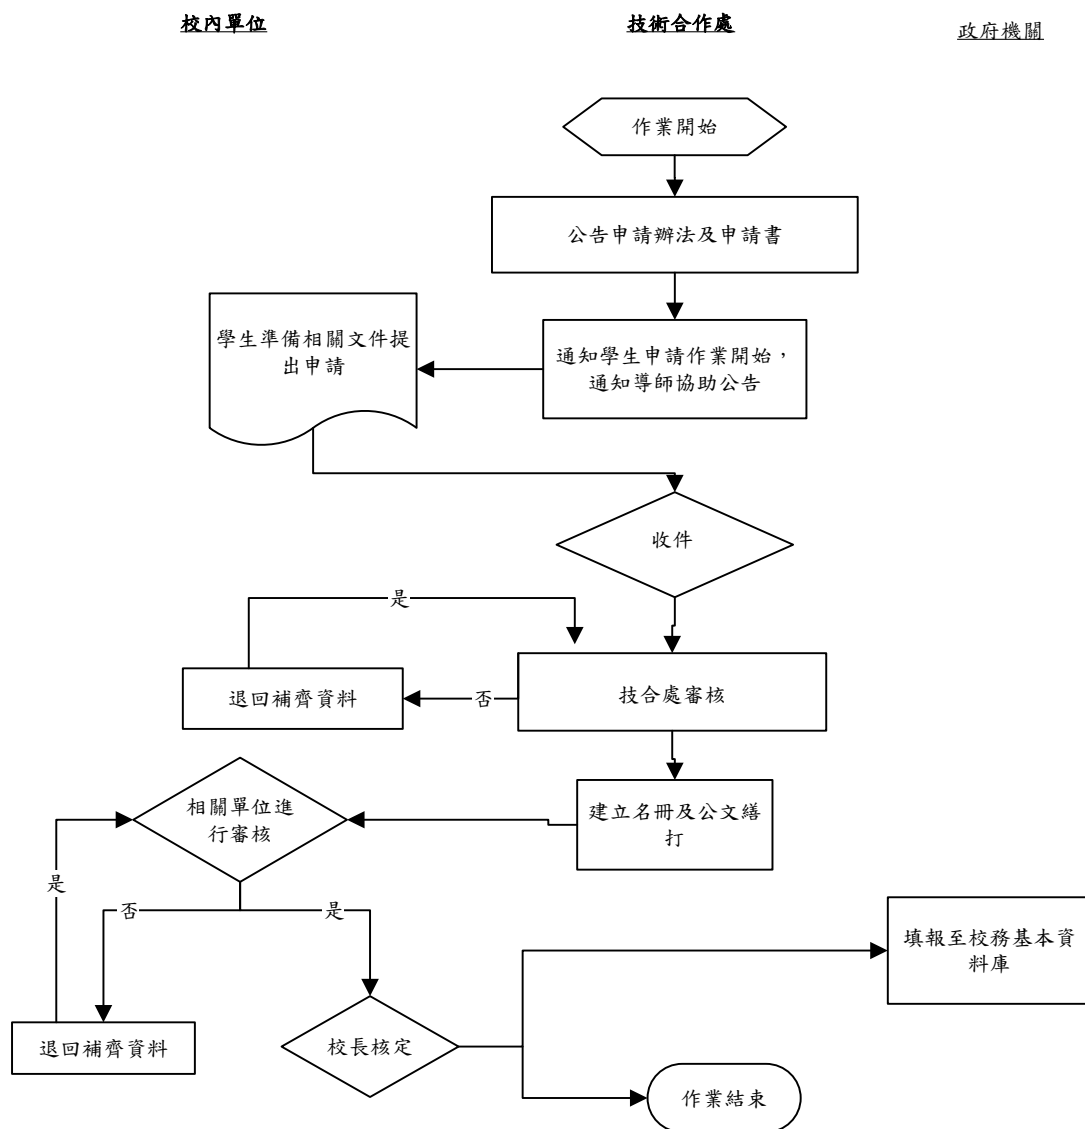 校內單位
技術合作處
政府機關
作業開始
公告申請辦法及申請書
學生準備相關文件提
出申請
通知學生申請作業開始，
通知導師協助公告
收件
是
退回補齊資料
否
技合處審核
相關單位進
行審核
建立名冊及公文繕
打
是
否
是
填報至校務基本資
料庫
退回補齊資料
校長核定
作業結束